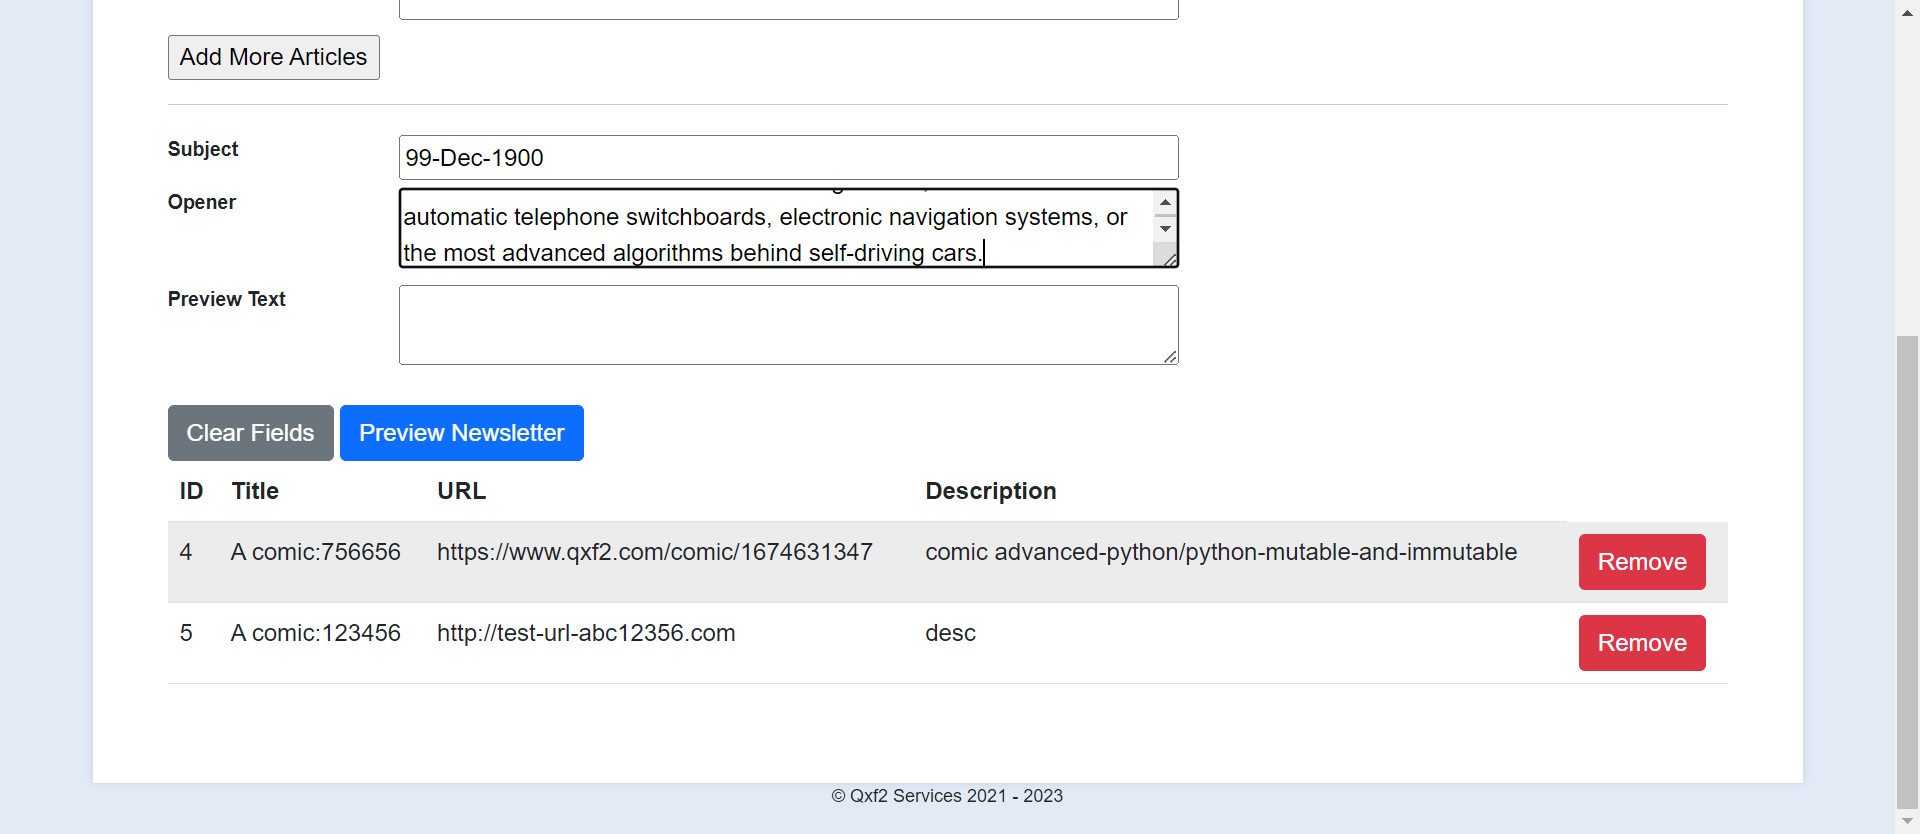 Add More Articles
Subject
99-Dec-1900
Opener
automatic telephone switchboards, electronic navigation systems, or
the most advanced algorithms behind self-driving cars.
Preview Text
Clear Fields
Preview Newsletter
ID Title URL Description
4 A comic:756656 https://www.qxf2.com/comic/1674631347 comic advanced-python/python-mutable-and-immutable Remove
5 A comic:123456 http://test-url-abc12356.com desc Remove
© Qxf2 Services 2021 - 2023